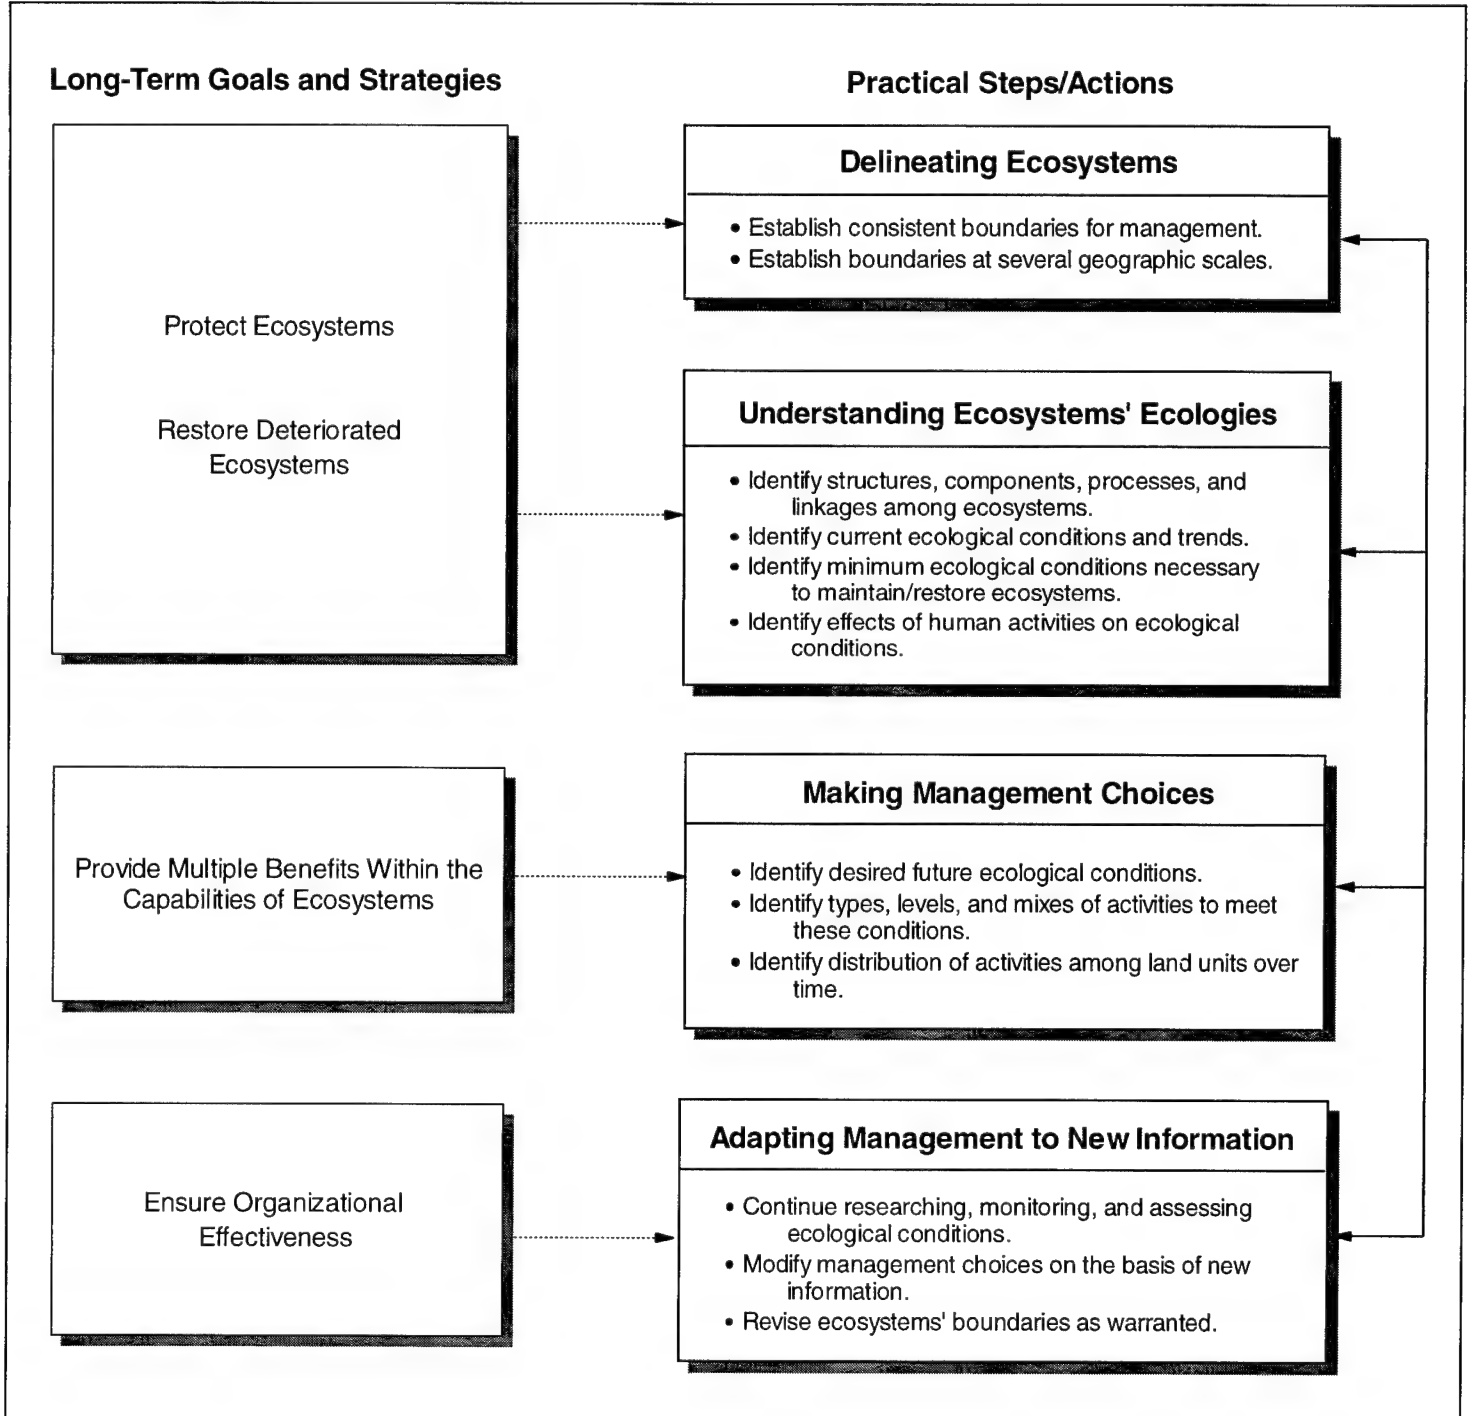 Long-Term Goals and Strategies
Practical Steps/Actions
Protect Ecosystems
Restore Deteriorated
Ecosystems
Delineating Ecosystems
• Establish consistent boundaries for management.
• Establish boundaries at several geographic scales.
Understanding Ecosystems' Ecologies
• Identify structures, components, processes, and
linkages among ecosystems.
• Identify current ecological conditions and trends.
• Identify minimum ecological conditions necessary
to maintain/restore ecosystems.
• Identify effects of human activities on ecological
conditions.
Provide Multiple Benefits Within the
Capabilities of Ecosystems
Making Management Choices
• Identify desired future ecological conditions.
• Identify types, levels, and mixes of activities to meet
these conditions.
• Identify distribution of activities among land units over
time.
Ensure Organizational
Effectiveness
Adapting Management to New Information
• Continue researching, monitoring, and assessing
ecological conditions.
• Modify management choices on the basis of new
information.
• Revise ecosystems' boundaries as warranted.